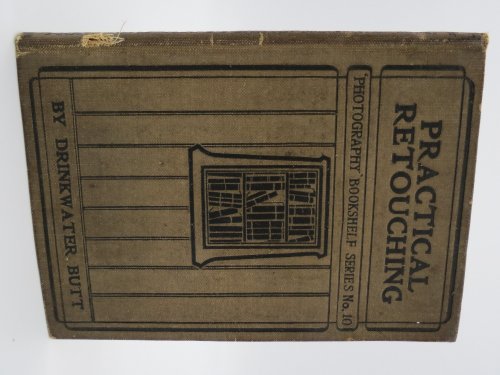 PRACTICAL
RETOUCHING
"PHOTOGRAPHY" BOOKSHELF SERIES No. 10
BY DRINKWATER BUTT